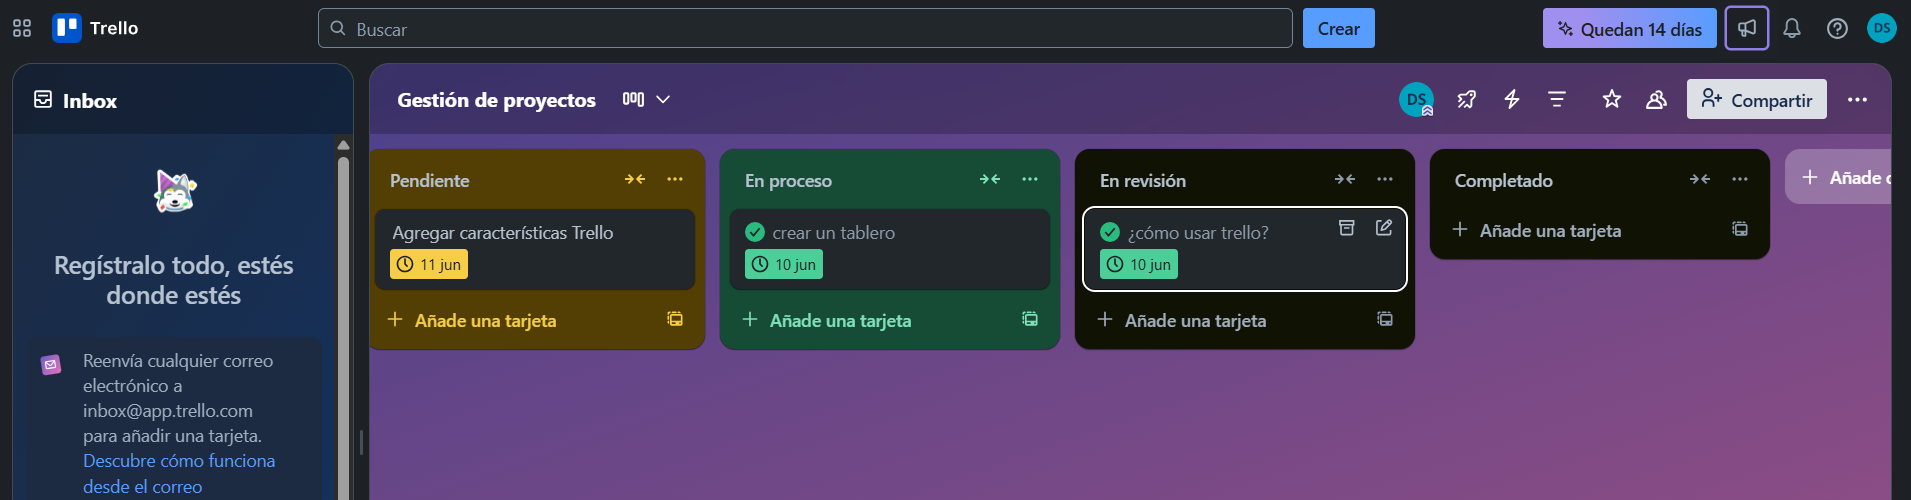 Trello
Buscar
Crear
Quedan 14 días
DS
Inbox
Regístralo todo, estés
donde estés
Reenvía cualquier correo
electrónico a
inbox@app.trello.com
para añadir una tarjeta.
Descubre cómo funciona
desde el correo
Gestión de proyectos
DS
Compartir
Pendiente
Agregar características Trello
11 jun
Añade una tarjeta
En proceso
crear un tablero
10 jun
Añade una tarjeta
En revisión
¿cómo usar trello?
10 jun
Añade una tarjeta
Completado
Añade una tarjeta
Añade